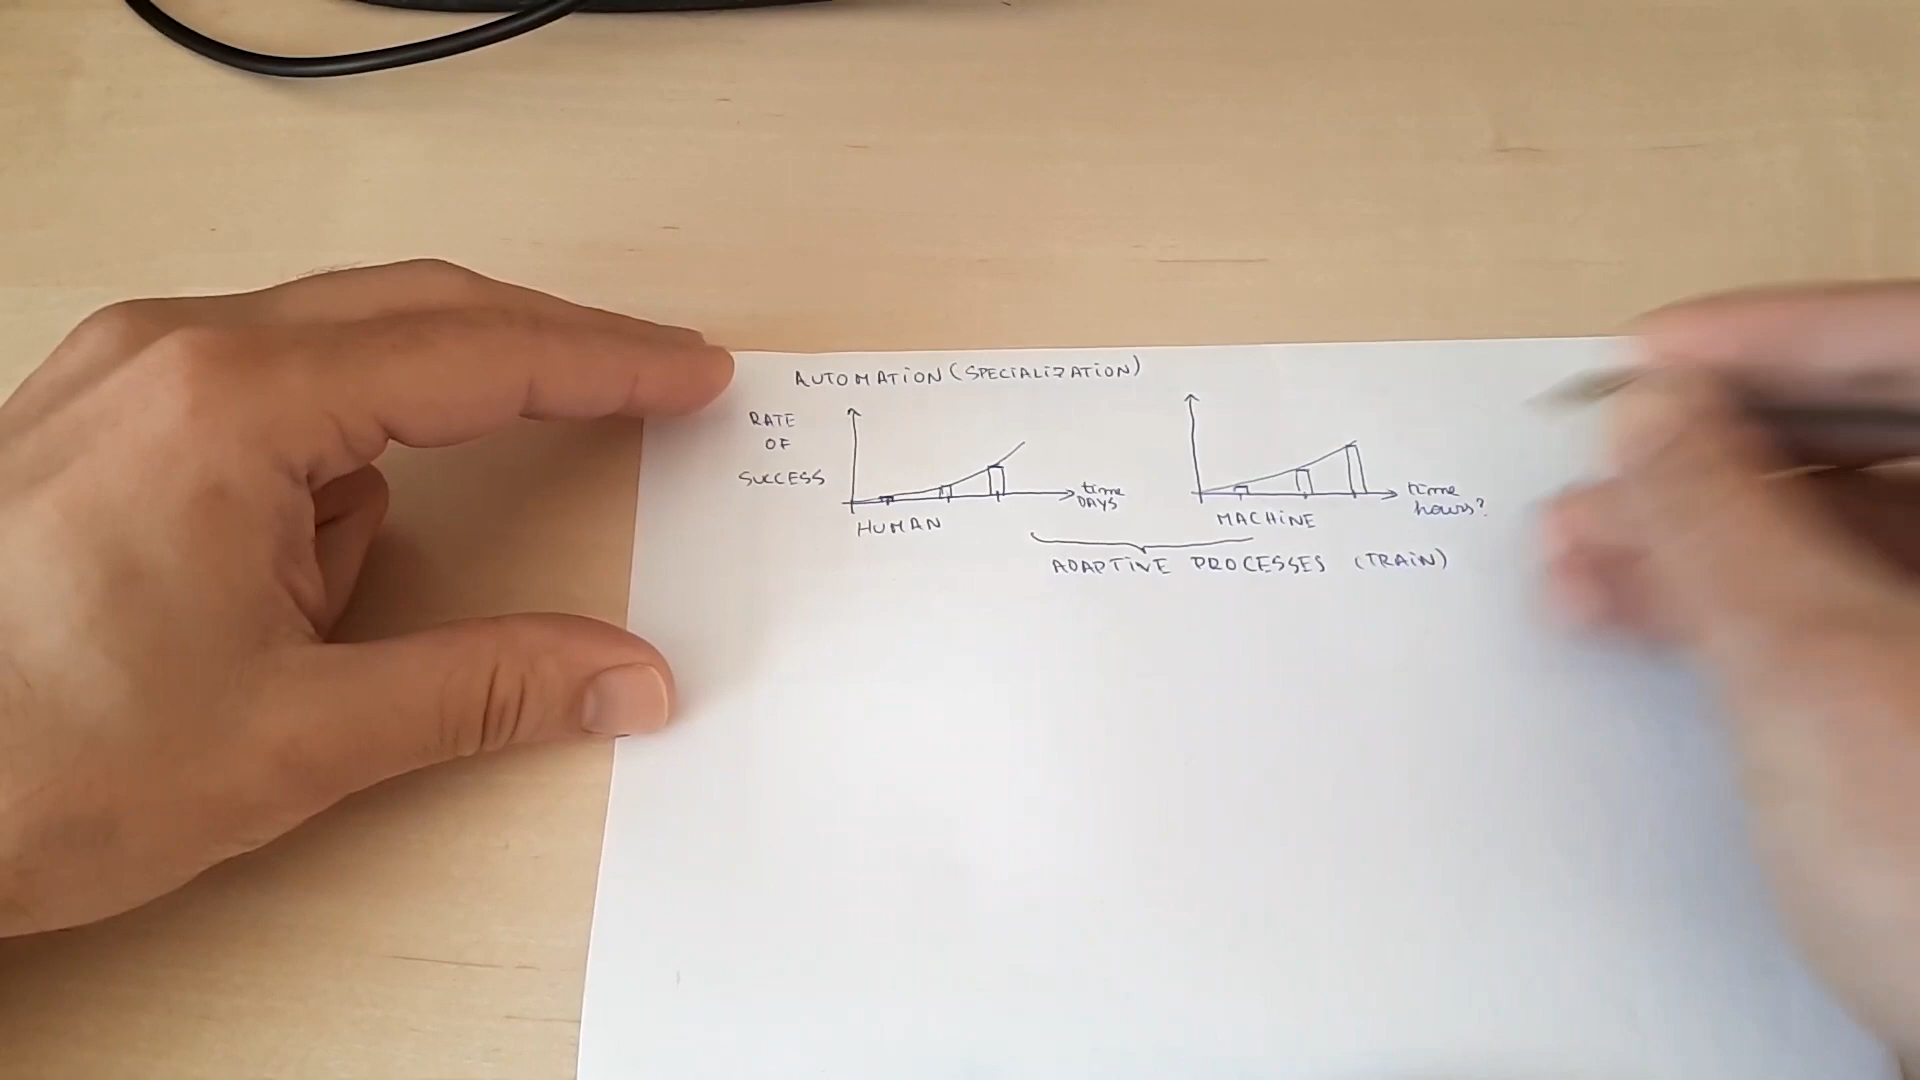 AUTOMATION (SPECIALIZATION)
RATE
OF
SUCCESS
time
DAYS
HUMAN
time
hours?
MACHINE
ADAPTIVE PROCESSES (TRAIN)